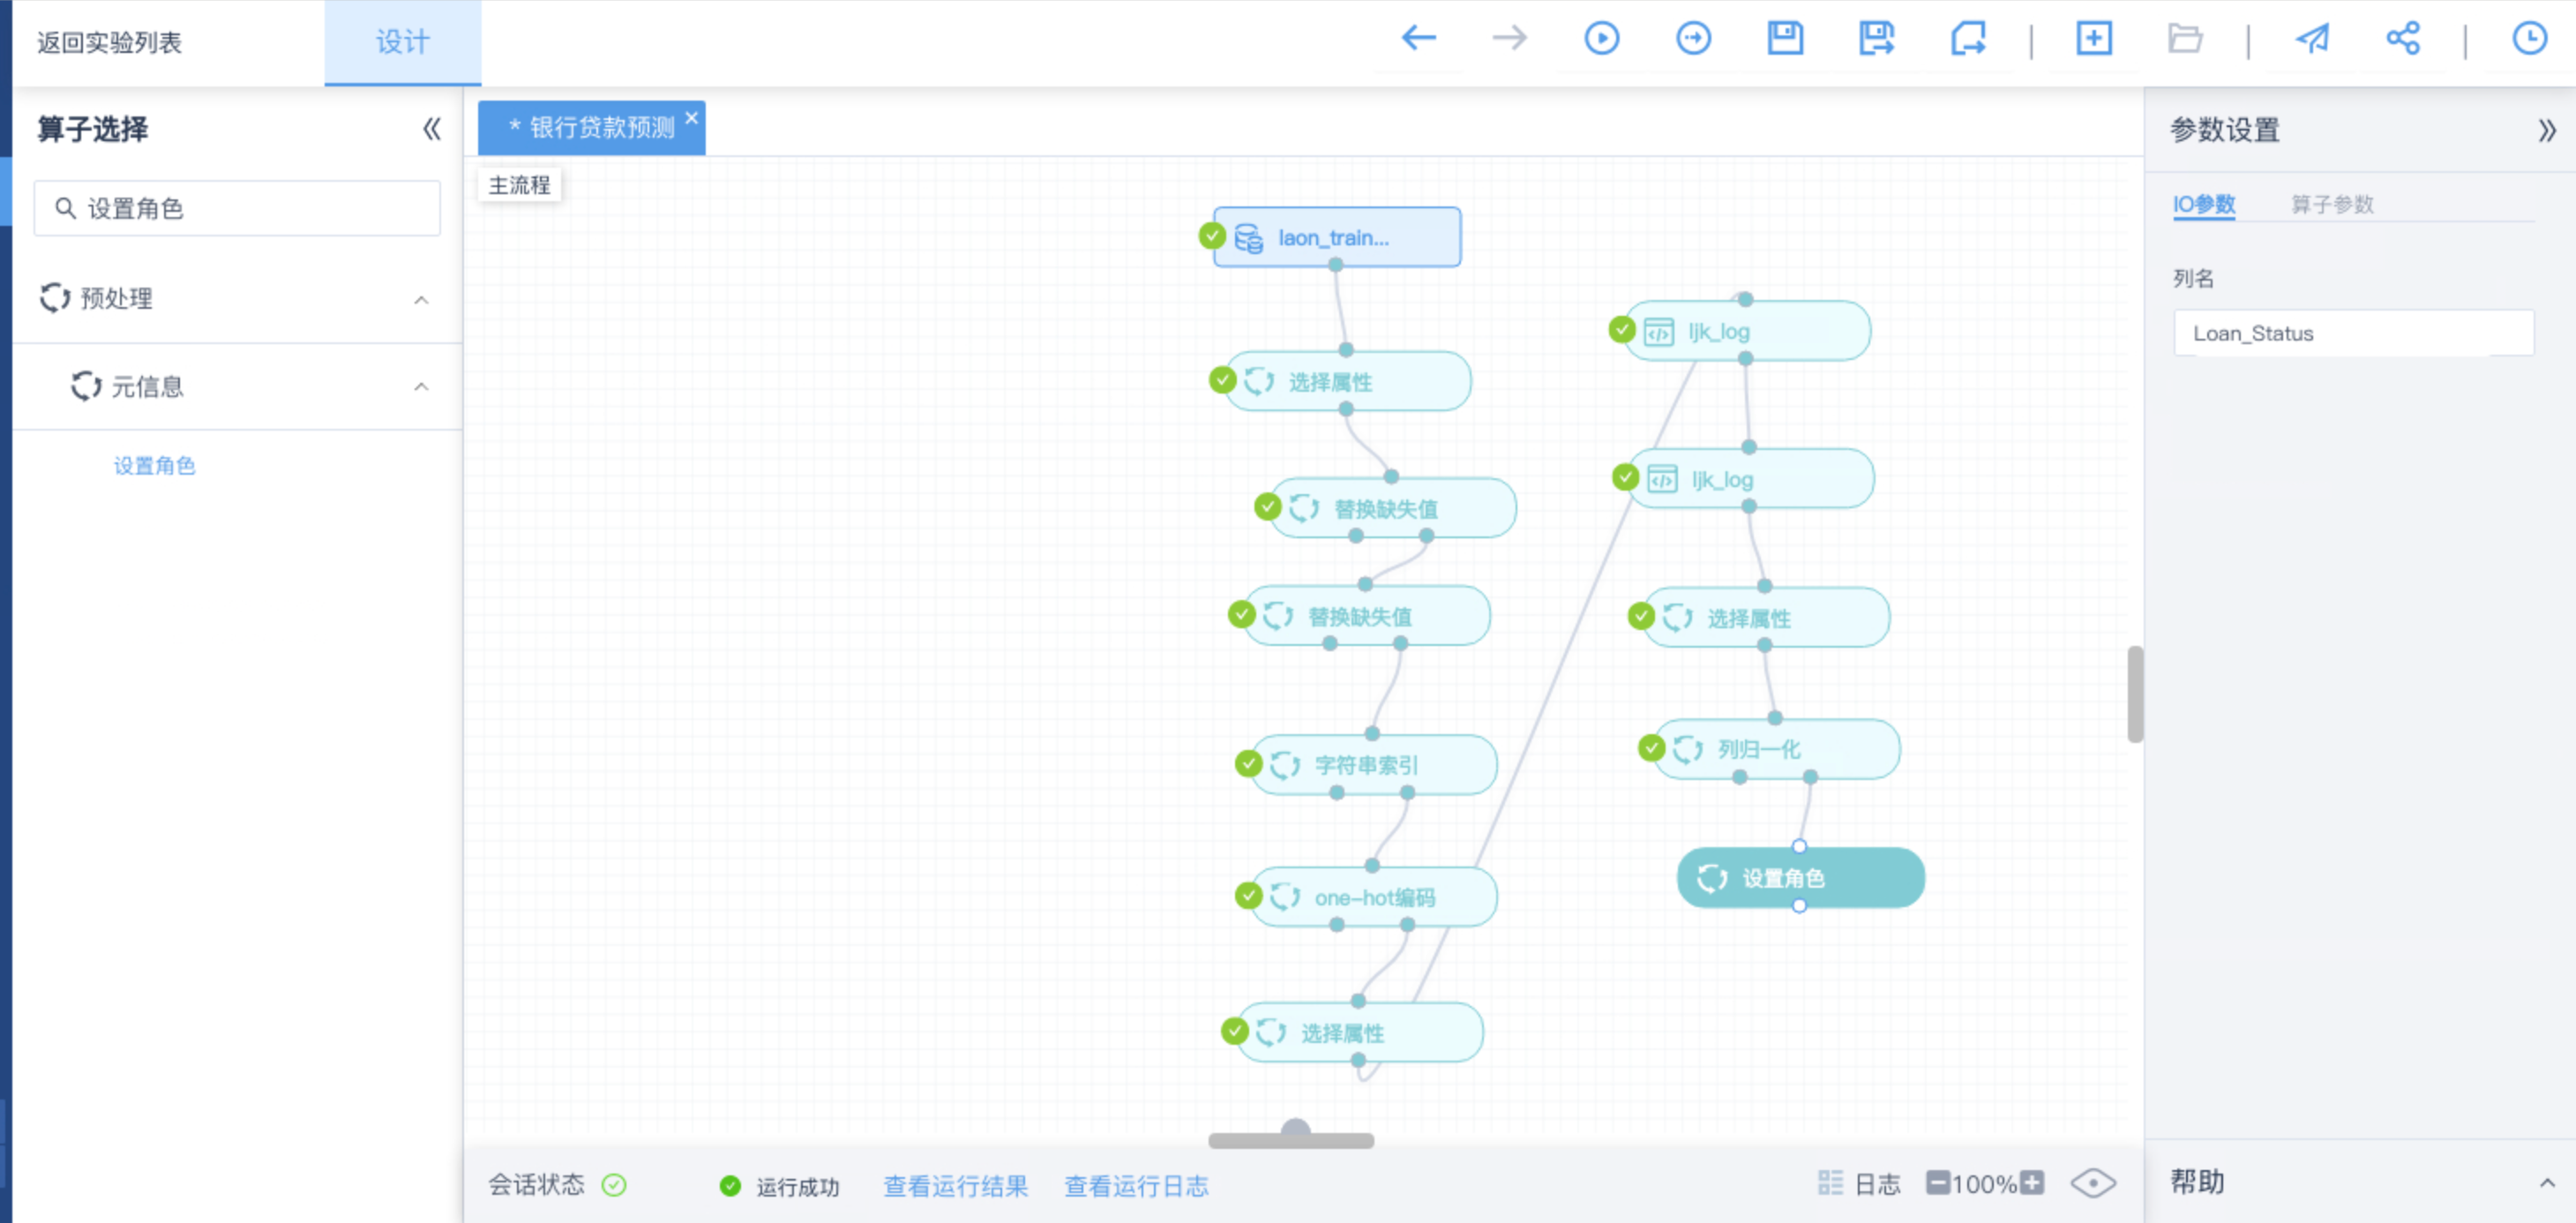 返回实验列表
设计
算子选择
设置角色
预处理
元信息
设置角色
* 银行贷款预测
主流程
laon_train...
选择属性
替换缺失值
替换缺失值
字符串索引
one-hot编码
选择属性
ljk_log
ljk_log
选择属性
列归一化
设置角色
会话状态
运行成功
查看运行结果
查看运行日志
日志
100%
参数设置
IO参数
算子参数
列名
Loan_Status
帮助